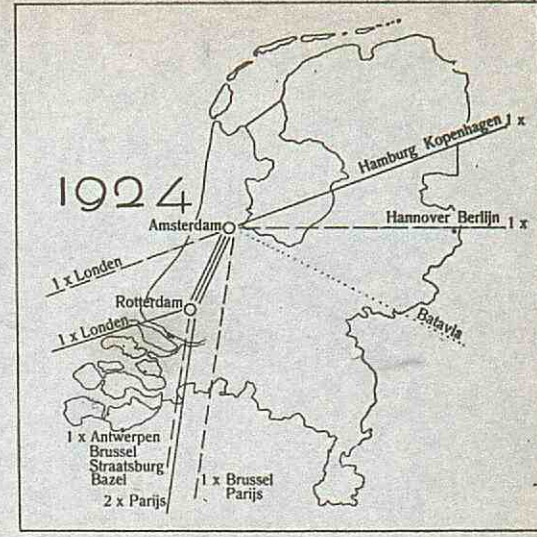 Hamburg Kopenhagen 1 x
1924
Amsterdam
Hannover Berlijn 1 x
1 x Londen
Rotterdam
1 x Londen
Batavia
1 x Antwerpen
Brussel
Straatsburg
Bazel
2 x Parijs
1 x Brussel
Parijs